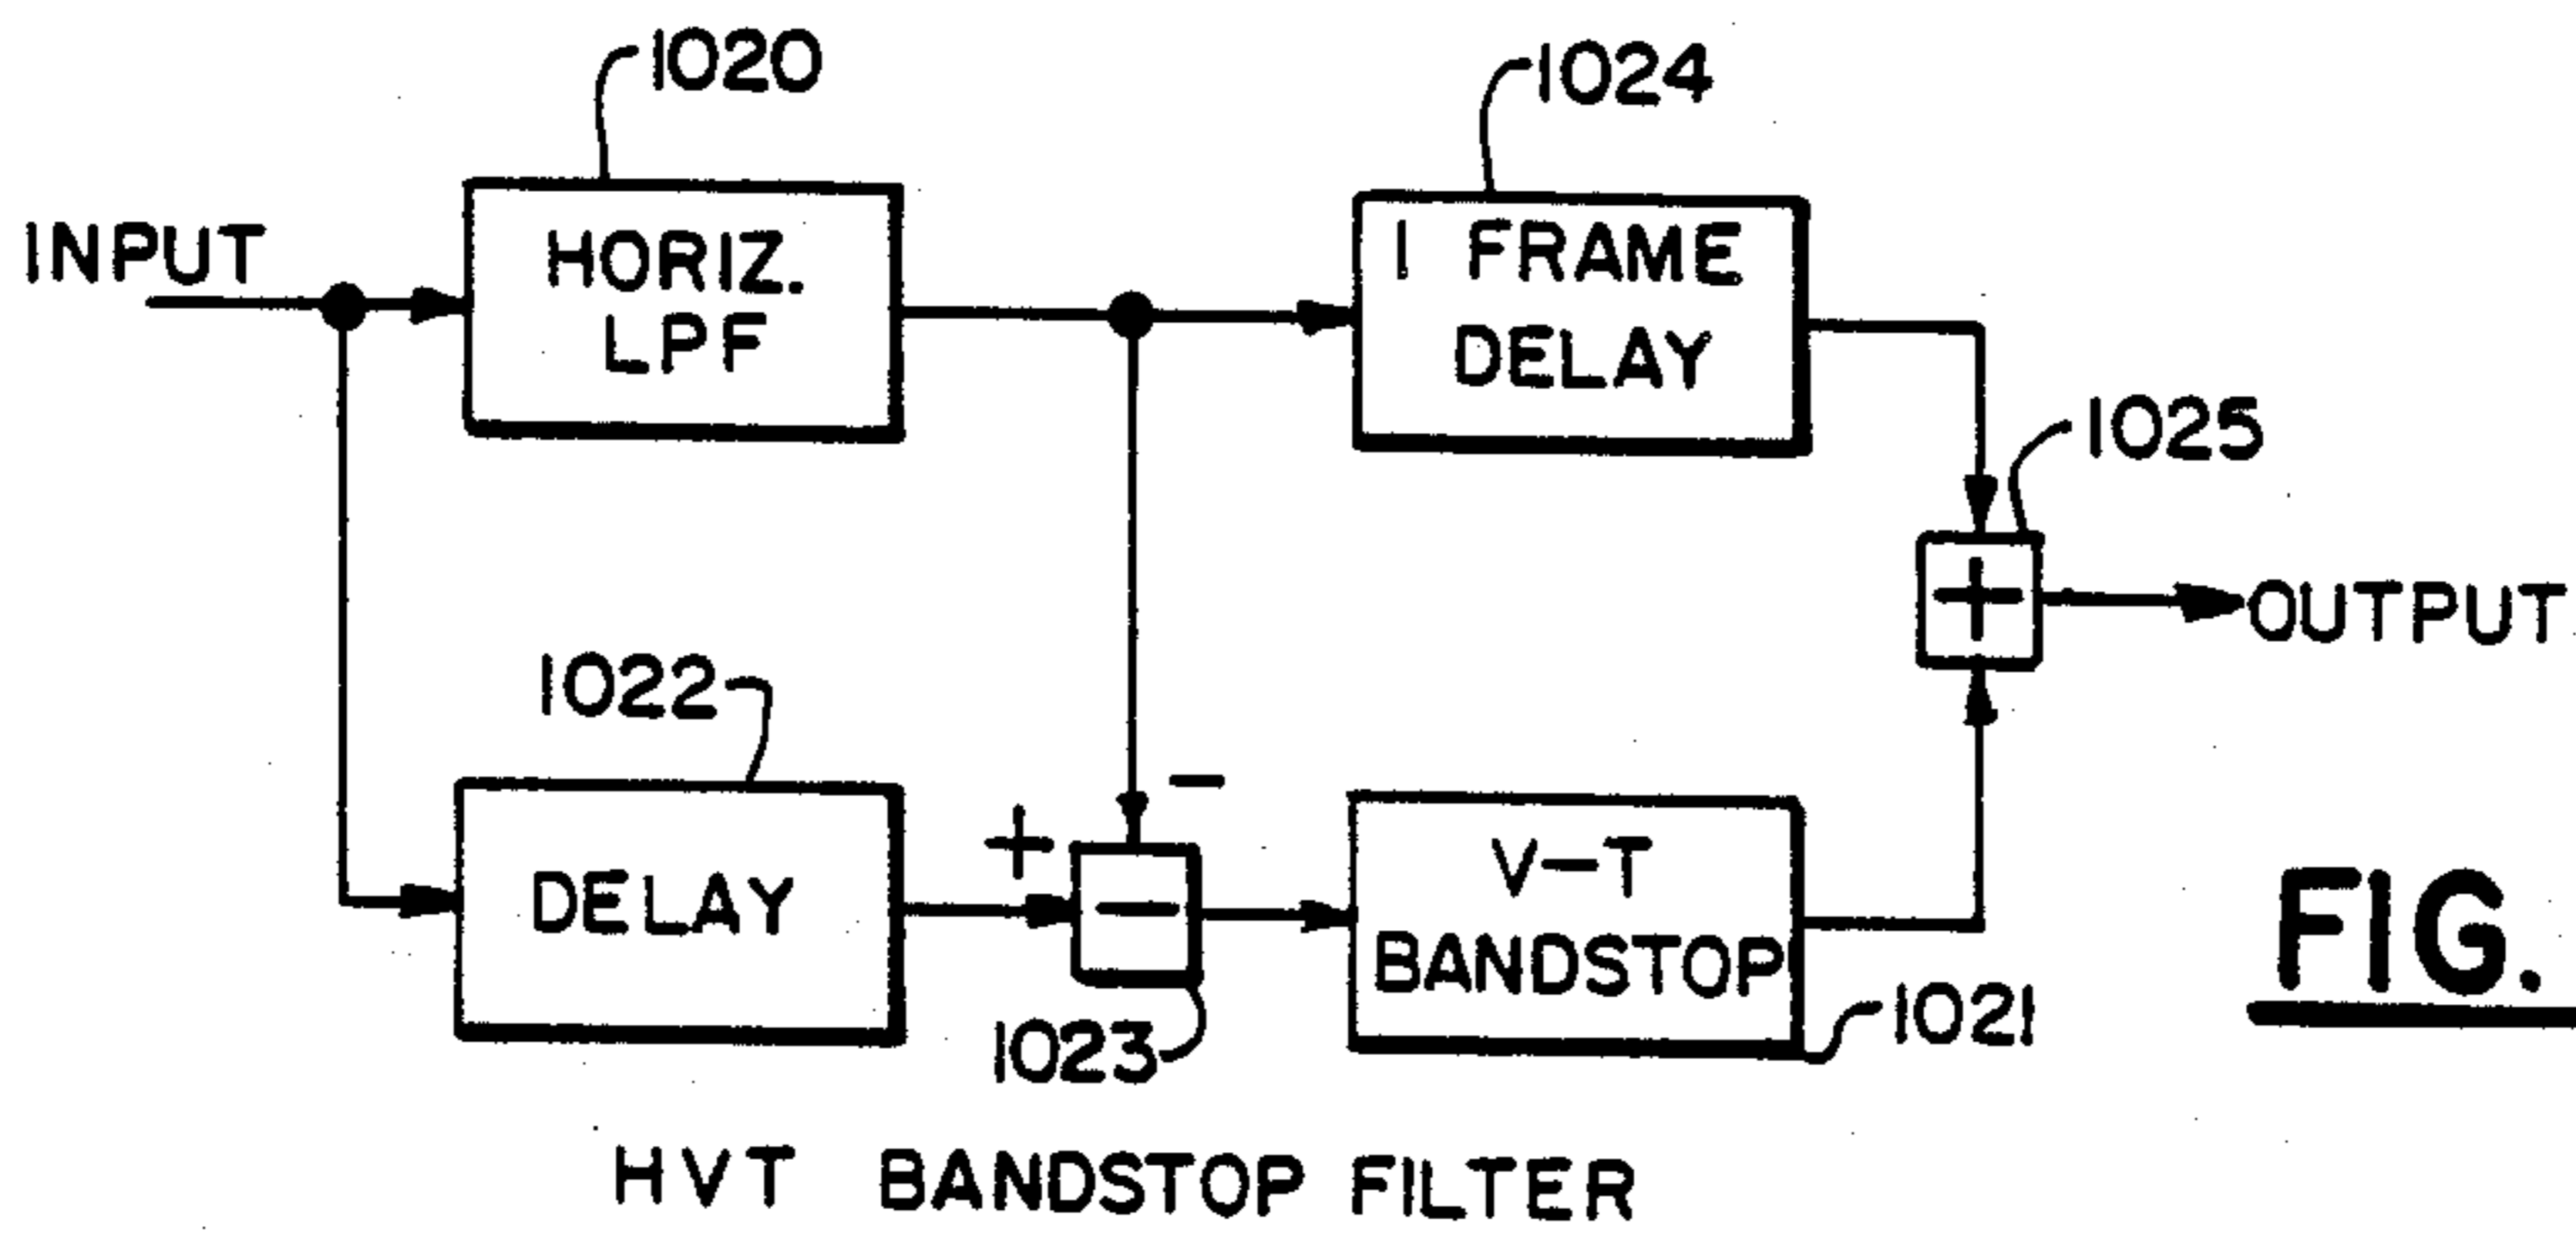 1020
1024
INPUT
HORIZ.
LPF
1 FRAME
DELAY
1025
+
OUTPUT
1022
-
+
DELAY
-
V-T
BANDSTOP
1023
1021
FIG.
HVT BANDSTOP FILTER